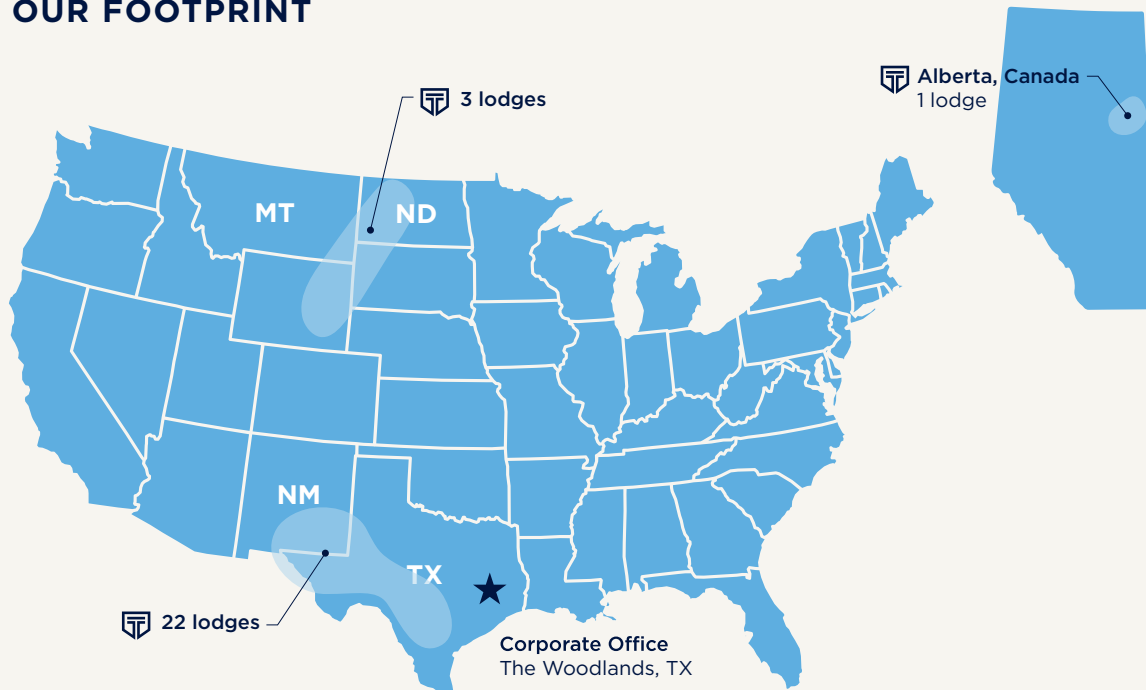 OUR FOOTPRINT
Alberta, Canada
1 lodge
3 lodges
MT
ND
NM
TX
22 lodges
Corporate Office
The Woodlands, TX